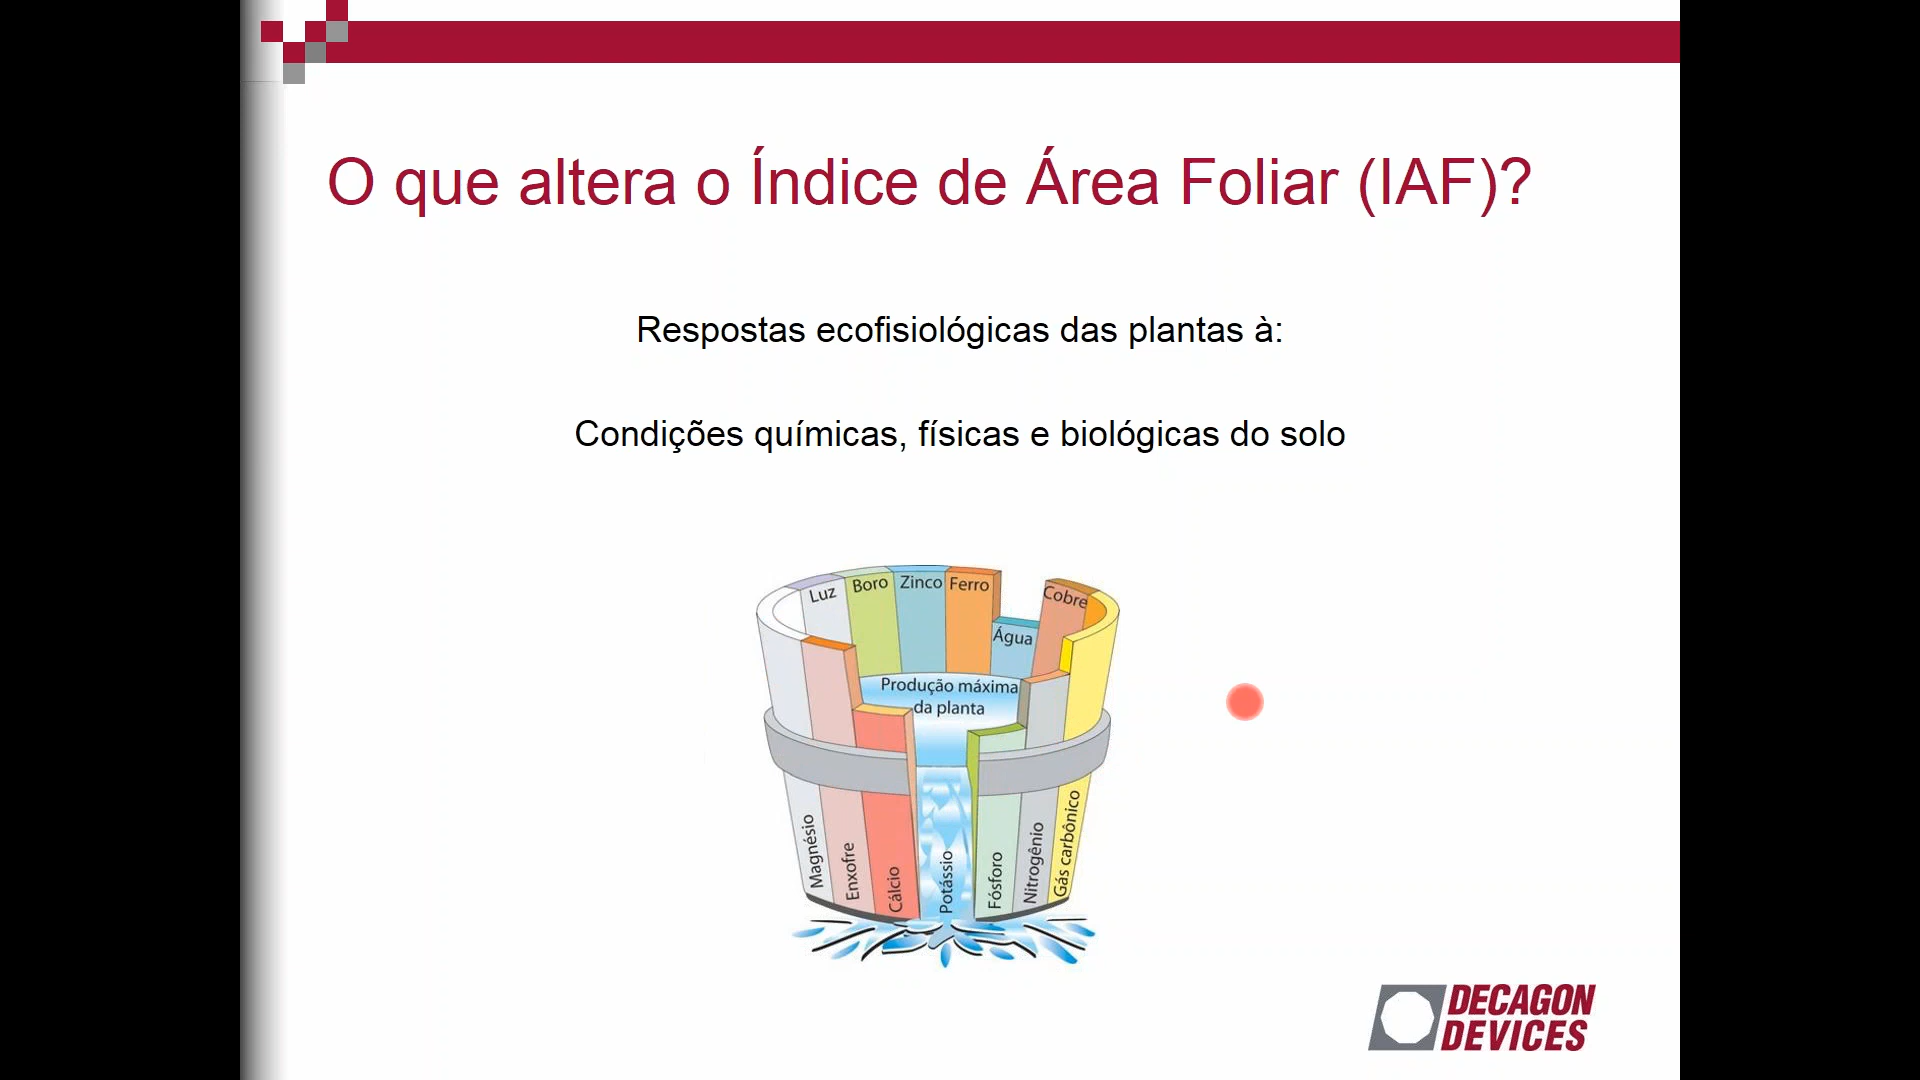 O que altera o Índice de Área Foliar (IAF)?
Respostas ecofisiológicas das plantas à:
Condições químicas, físicas e biológicas do solo
Luz
Boro
Zinco
Ferro
Cobre
Água
Produção máxima
da planta
Magnésio
Enxofre
Cálcio
Potássio
Fósforo
Nitrogênio
Gás carbônico
DECAGON
DEVICES